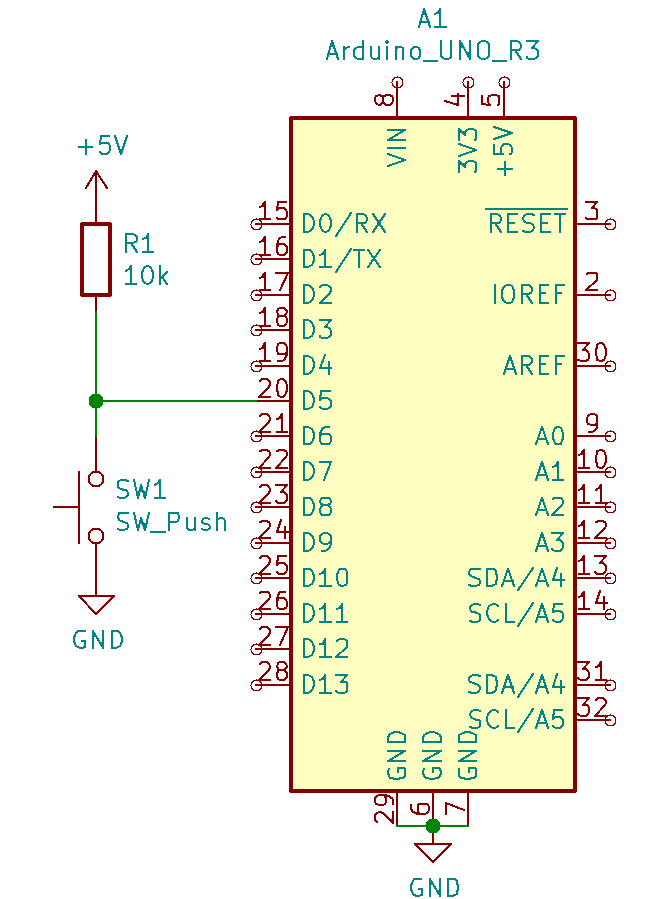 A1
Arduino_UNO_R3
8
4
5
VIN
3V3
+5V
+5V
R1
10k
15 D0/RX
RESET 3
16 D1/TX
17 D2
IOREF 2
18 D3
19 D4
AREF 30
20 D5
21 D6
A0 9
22 D7
A1 10
23 D8
A2 11
24 D9
A3 12
25 D10
SDA/A4 13
26 D11
SCL/A5 14
27 D12
28 D13
SDA/A4 31
SCL/A5 32
SW1
SW_Push
GND
GND
GND
GND
29
6
7
GND